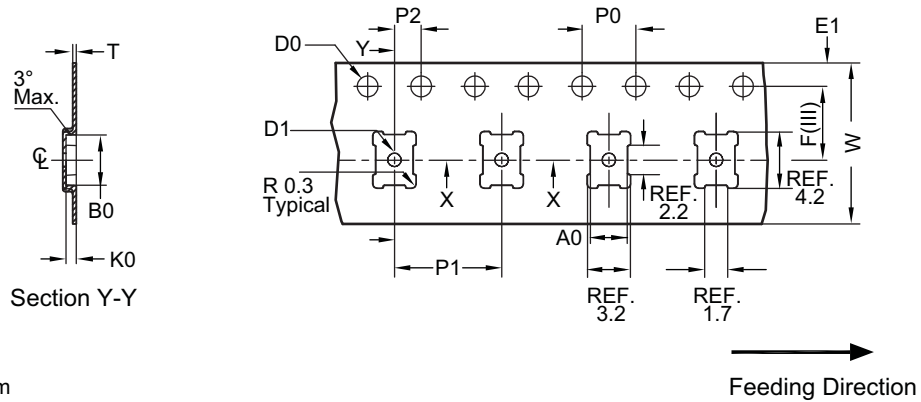 P2
P0
T
Y
D0
E1
3°
Max.
D1
F(III)
W
℄
R 0.3
Typical
X
X
REF.
2.2
REF.
4.2
B0
A0
K0
P1
REF.
3.2
REF.
1.7
Section Y-Y
m
Feeding Direction